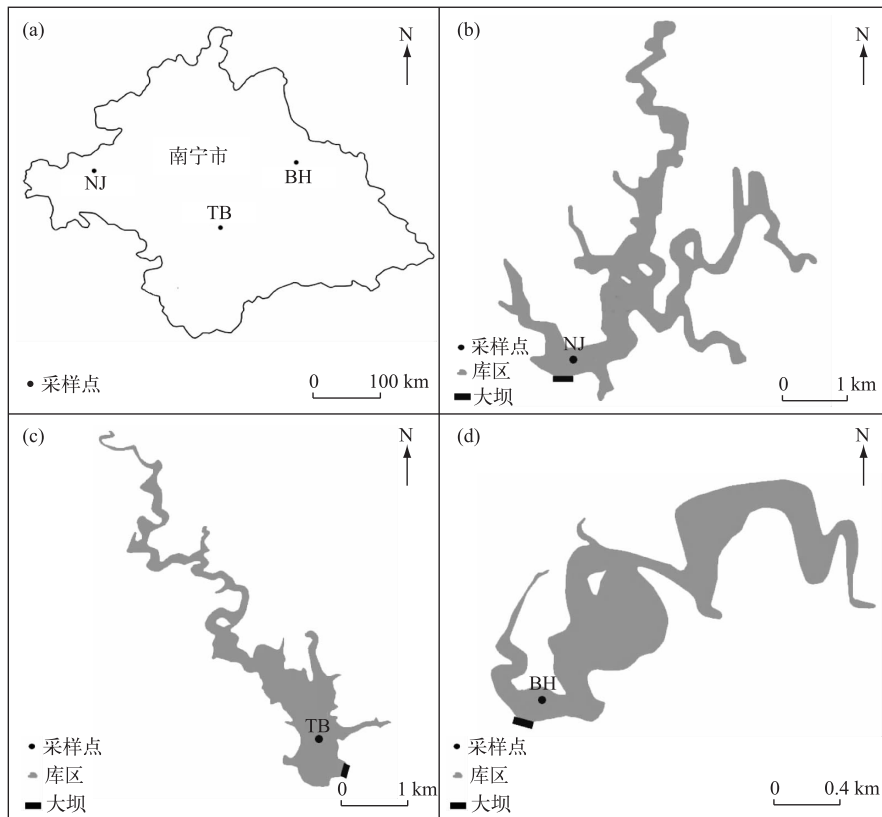 (a)
N
南宁市
NJ
BH
TB
采样点
0 100 km
(b)
N
NJ
采样点
库区
大坝
0 1 km
(c)
N
TB
采样点
库区
大坝
0 1 km
(d)
N
BH
采样点
库区
大坝
0 0.4 km